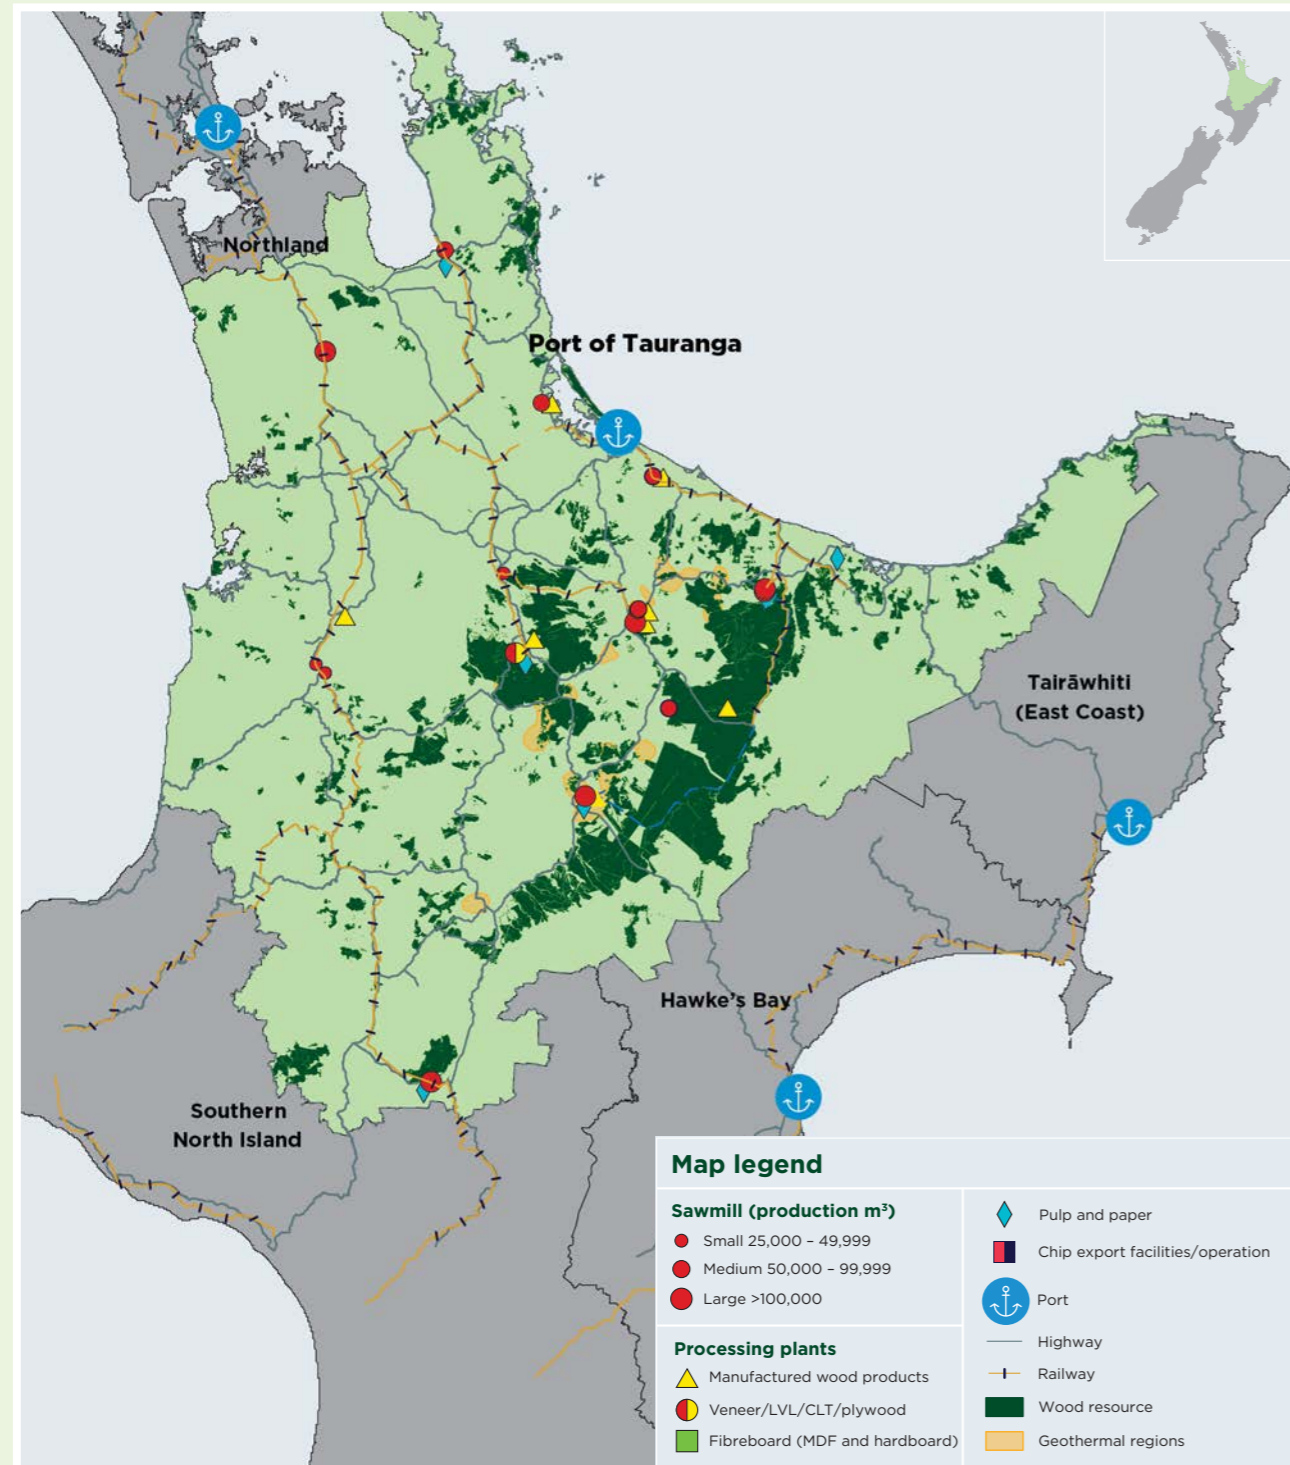 Northland
Port of Tauranga
Tairāwhiti
(East Coast)
Hawke's Bay
Southern
North Island
Map legend
Sawmill (production m³)
Small 25,000 – 49,999
Medium 50,000 – 99,999
Large >100,000
Processing plants
Manufactured wood products
Veneer/LVL/CLT/plywood
Fibreboard (MDF and hardboard)
Pulp and paper
Chip export facilities/operation
Port
Highway
Railway
Wood resource
Geothermal regions